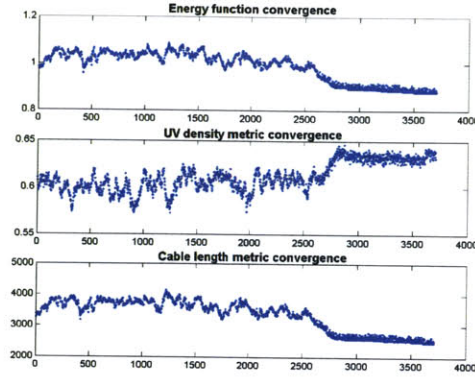 Energy function convergence
1.2
1
0.8
0 500 1000 1500 2000 2500 3000 3500 4000
UV density metric convergence
0.65
0.6
0.55
0 500 1000 1500 2000 2500 3000 3500 4000
Cable length metric convergence
5000
4000
3000
2000
0 500 1000 1500 2000 2500 3000 3500 4000